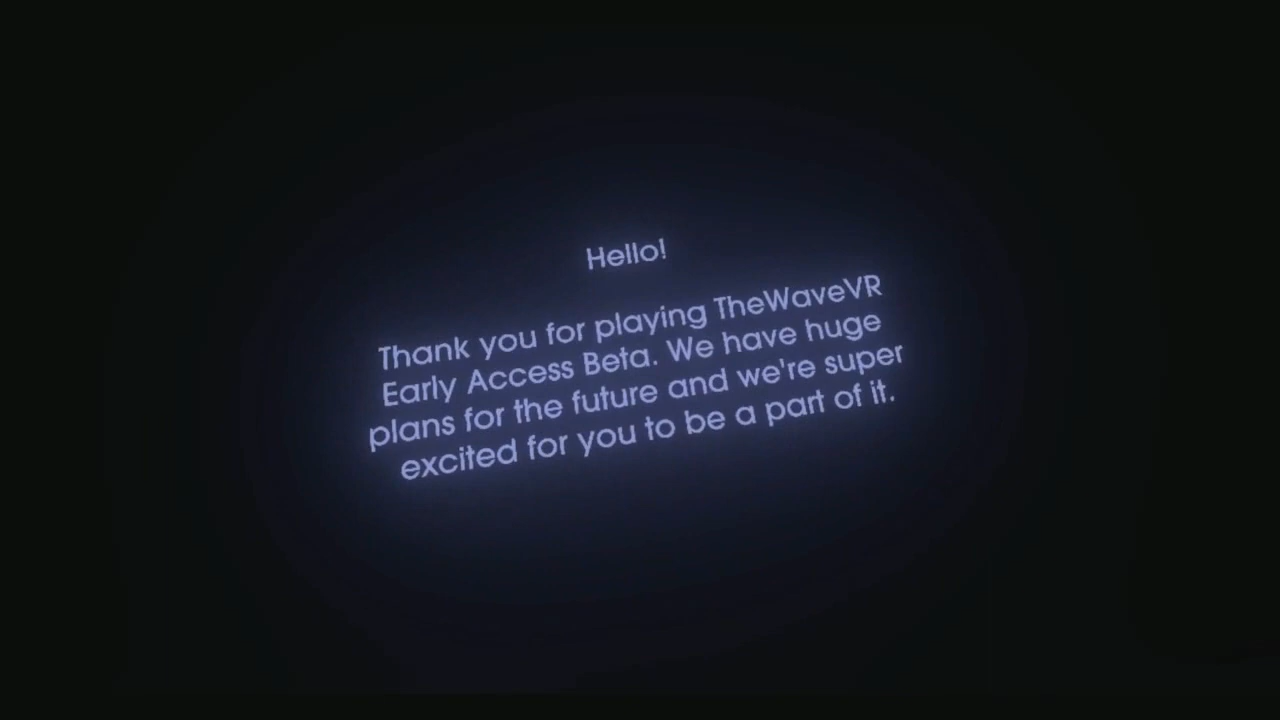 Hello!
Thank you for playing TheWaveVR
Early Access Beta. We have huge
plans for the future and we're super
excited for you to be a part of it.